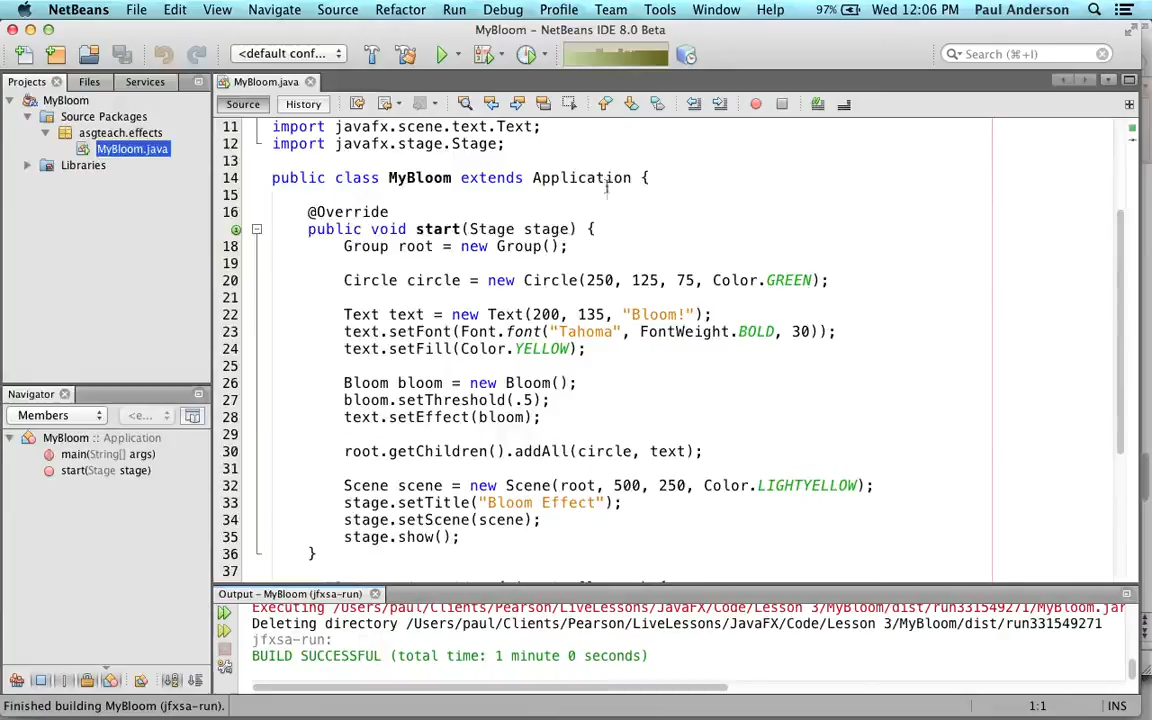 NetBeans File Edit View Navigate Source Refactor Run Debug Profile Team Tools Window Help 97% Wed 12:06 PM Paul Anderson
MyBloom - NetBeans IDE 8.0 Beta
<default conf...
Search (⌘+I)
Projects Files Services
MyBloom
Source Packages
asgteach.effects
MyBloom.java
Libraries
MyBloom.java
Source History
11 import javafx.scene.text.Text;
12 import javafx.stage.Stage;
13
14 public class MyBloom extends Application {
15
16 @Override
public void start(Stage stage) {
18 Group root = new Group();
19
20 Circle circle = new Circle(250, 125, 75, Color.GREEN);
21
22 Text text = new Text(200, 135, "Bloom!");
23 text.setFont(Font.font("Tahoma", FontWeight.BOLD, 30));
24 text.setFill(Color.YELLOW);
25
26 Bloom bloom = new Bloom();
27 bloom.setThreshold(.5);
28 text.setEffect(bloom);
29
30 root.getChildren().addAll(circle, text);
31
32 Scene scene = new Scene(root, 500, 250, Color.LIGHTYELLOW);
33 stage.setTitle("Bloom Effect");
34 stage.setScene(scene);
35 stage.show();
36 }
37
Navigator
Members <e...
MyBloom :: Application
main(String[] args)
start(Stage stage)
Output - MyBloom (jfxsa-run)
Executing /Users/paul/Clients/Pearson/LiveLessons/JavaFX/Code/Lesson 3/MyBloom/dist/run331549271/MyBloom.jar
Deleting directory /Users/paul/Clients/Pearson/LiveLessons/JavaFX/Code/Lesson 3/MyBloom/dist/run331549271
jfxsa-run:
BUILD SUCCESSFUL (total time: 1 minute 0 seconds)
Finished building MyBloom (jfxsa-run). 1:1 INS